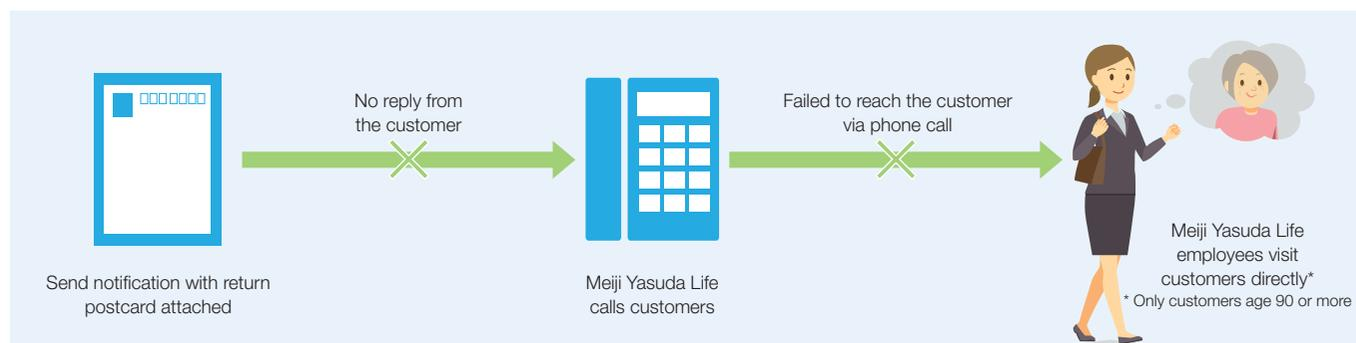 No reply from
the customer
Failed to reach the customer
via phone call
Send notification with return
postcard attached
Meiji Yasuda Life
calls customers
Meiji Yasuda Life
employees visit
customers directly*
* Only customers age 90 or more